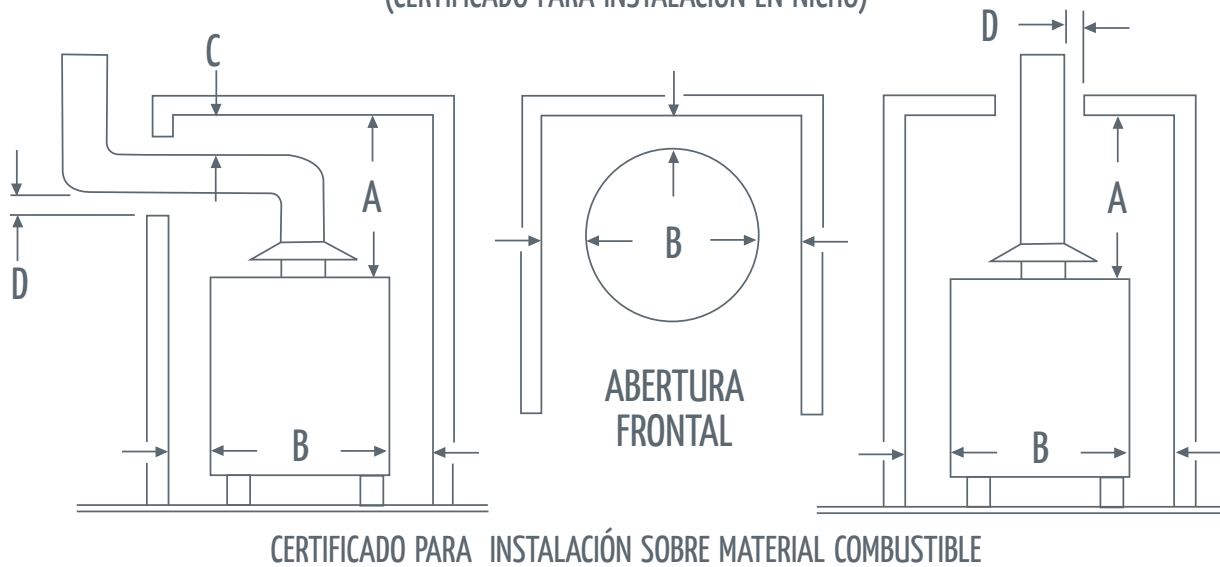 (CERTIFICADO PARA INSTALACIÓN EN NICHO)
C
D
A
A
B
D
ABERTURA
FRONTAL
B
B
CERTIFICADO PARA INSTALACIÓN SOBRE MATERIAL COMBUSTIBLE